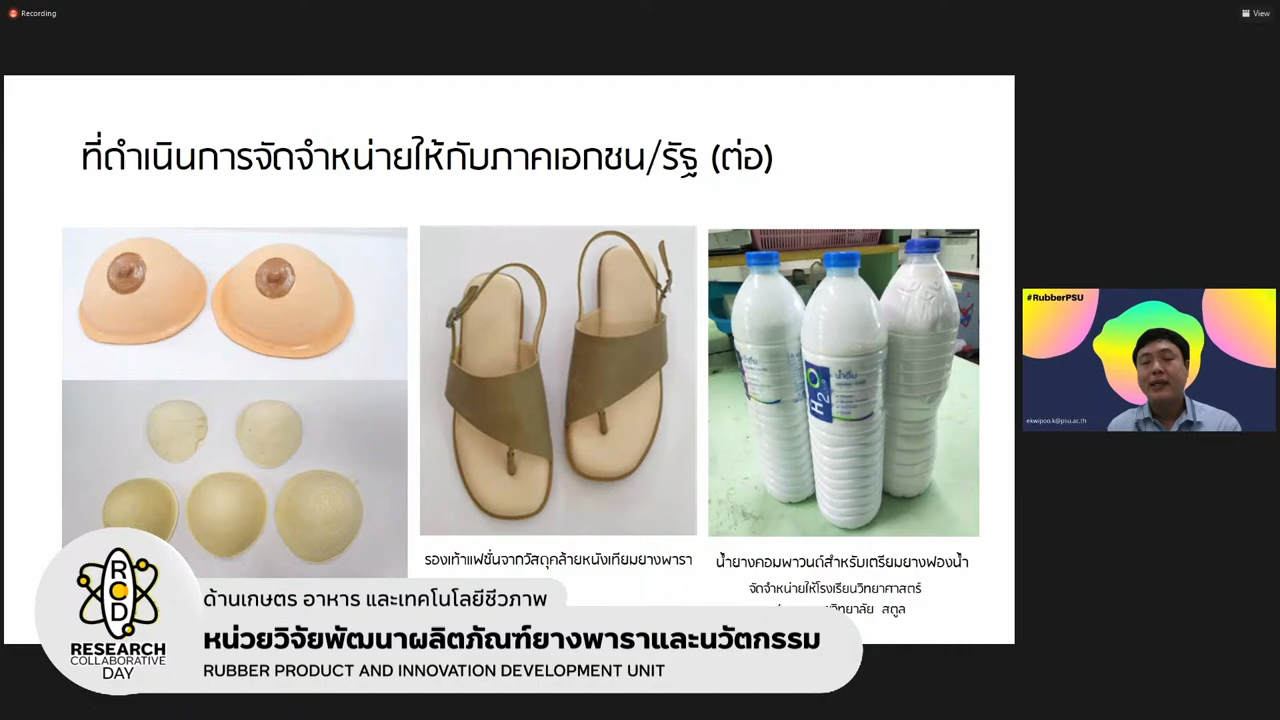 Recording
View
ที่ดำเนินการจัดจำหน่ายให้กับภาคเอกชน/รัฐ (ต่อ)
#RubberPSU
ekwipoo.k@psu.ac.th
น้ำดื่ม
H2O
น้ำดื่ม
รองเท้าแฟชั่นจากวัสดุคล้ายหนังเทียมยางพารา
น้ำยางคอมพาวนด์สำหรับเตรียมยางฟองน้ำ
จัดจำหน่ายให้โรงเรียนวิทยาศาสตร์
วิทยาลัย สตูล
ROD
RESEARCH
COLLABORATIVE
DAY
ด้านเกษตร อาหาร และเทคโนโลยีชีวภาพ
หน่วยวิจัยพัฒนาผลิตภัณฑ์ยางพาราและนวัตกรรม
RUBBER PRODUCT AND INNOVATION DEVELOPMENT UNIT